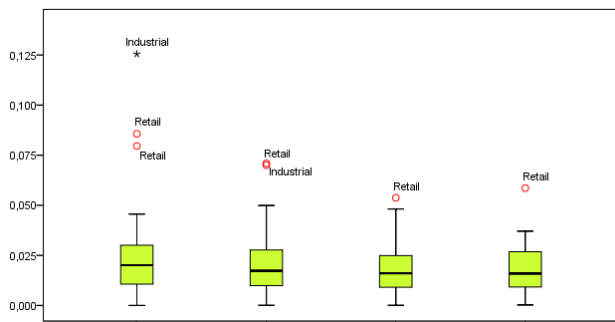 Industrial
0,125
0,100
Retail
Retail
0,075
Retail
Industrial
Retail
Retail
0,050
0,025
0,000